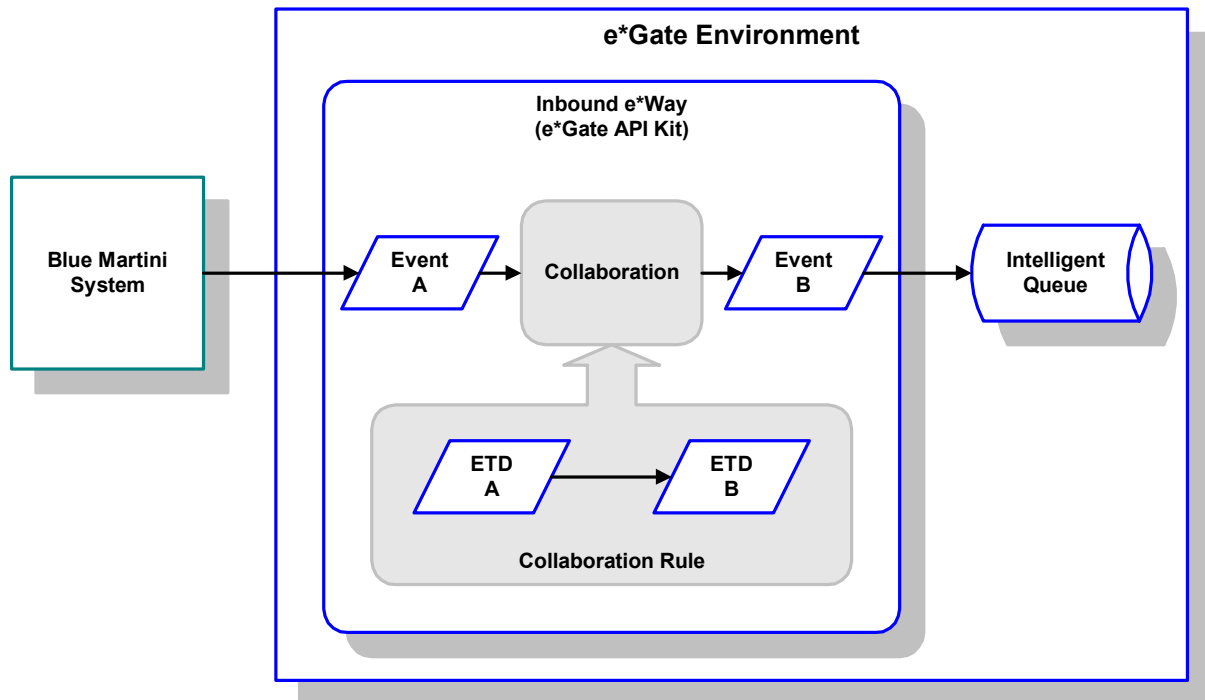 e*Gate Environment
Inbound e*Way
(e*Gate API Kit)
Blue Martini
System
Event
A
Collaboration
Event
B
Intelligent
Queue
ETD
A
ETD
B
Collaboration Rule